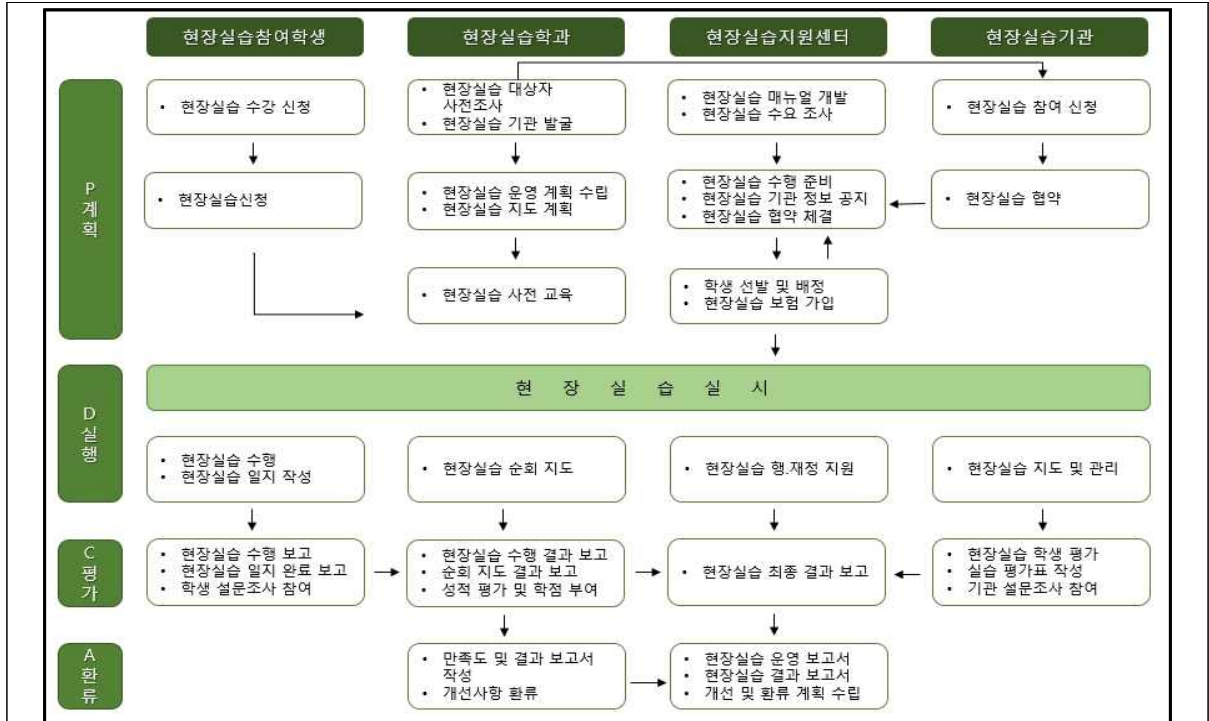 현장실습참여학생
현장실습학과
현장실습지원센터
현장실습기관
P
계
획
• 현장실습 수강 신청
• 현장실습 대상자
사전조사
• 현장실습 기관 발굴
• 현장실습 매뉴얼 개발
• 현장실습 수요 조사
• 현장실습 참여 신청
• 현장실습신청
• 현장실습 운영 계획 수립
• 현장실습 지도 계획
• 현장실습 수행 준비
• 현장실습 기관 정보 공지
• 현장실습 협약 체결
• 현장실습 협약
• 현장실습 사전 교육
• 학생 선발 및 배정
• 현장실습 보험 가입
D
실
행
현 장 실 습 실 시
• 현장실습 수행
• 현장실습 일지 작성
• 현장실습 순회 지도
• 현장실습 행.재정 지원
• 현장실습 지도 및 관리
C
평
가
• 현장실습 수행 보고
• 현장실습 일지 완료 보고
• 학생 설문조사 참여
• 현장실습 수행 결과 보고
• 순회 지도 결과 보고
• 성적 평가 및 학점 부여
• 현장실습 최종 결과 보고
• 현장실습 학생 평가
• 실습 평가표 작성
• 기관 설문조사 참여
A
환
류
• 만족도 및 결과 보고서
작성
• 개선사항 환류
• 현장실습 운영 보고서
• 현장실습 결과 보고서
• 개선 및 환류 계획 수립